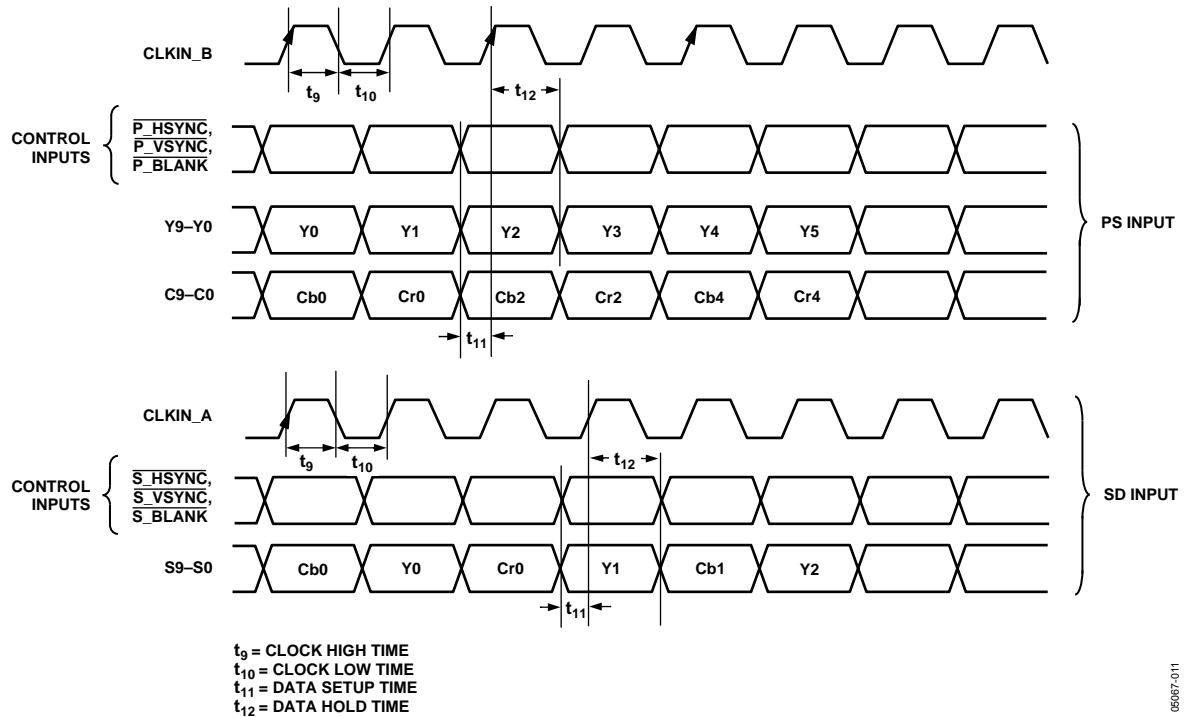 CLKIN_B
t9
t10
t12
CONTROL
INPUTS
P_HSYNC,
P_VSYNC,
P_BLANK
Y9–Y0
Y0
Y1
Y2
Y3
Y4
Y5
PS INPUT
C9–C0
Cb0
Cr0
Cb2
Cr2
Cb4
Cr4
t11
CLKIN_A
t9
t10
t12
CONTROL
INPUTS
S_HSYNC,
S_VSYNC,
S_BLANK
SD INPUT
S9–S0
Cb0
Y0
Cr0
Y1
Cb1
Y2
t11
t9 = CLOCK HIGH TIME
t10 = CLOCK LOW TIME
t11 = DATA SETUP TIME
t12 = DATA HOLD TIME
05067-011